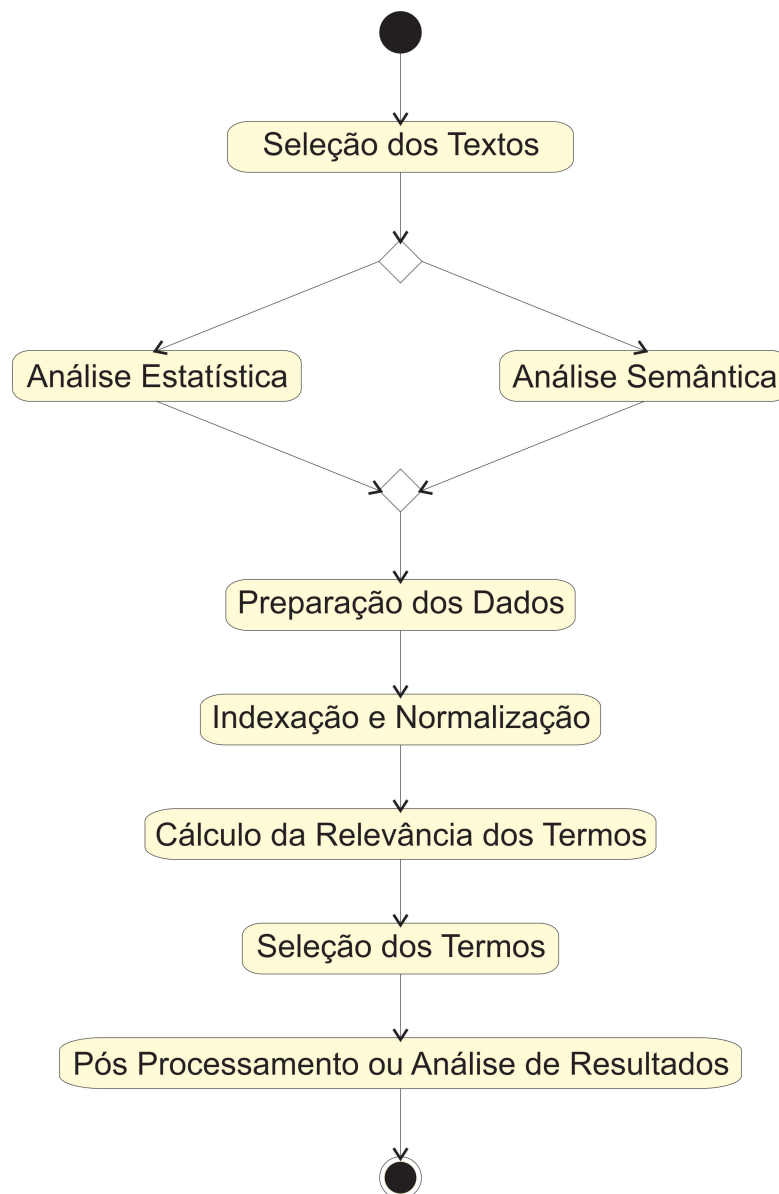 Seleção dos Textos
Análise Estatística
Análise Semântica
Preparação dos Dados
Indexação e Normalização
Cálculo da Relevância dos Termos
Seleção dos Termos
Pós Processamento ou Análise de Resultados